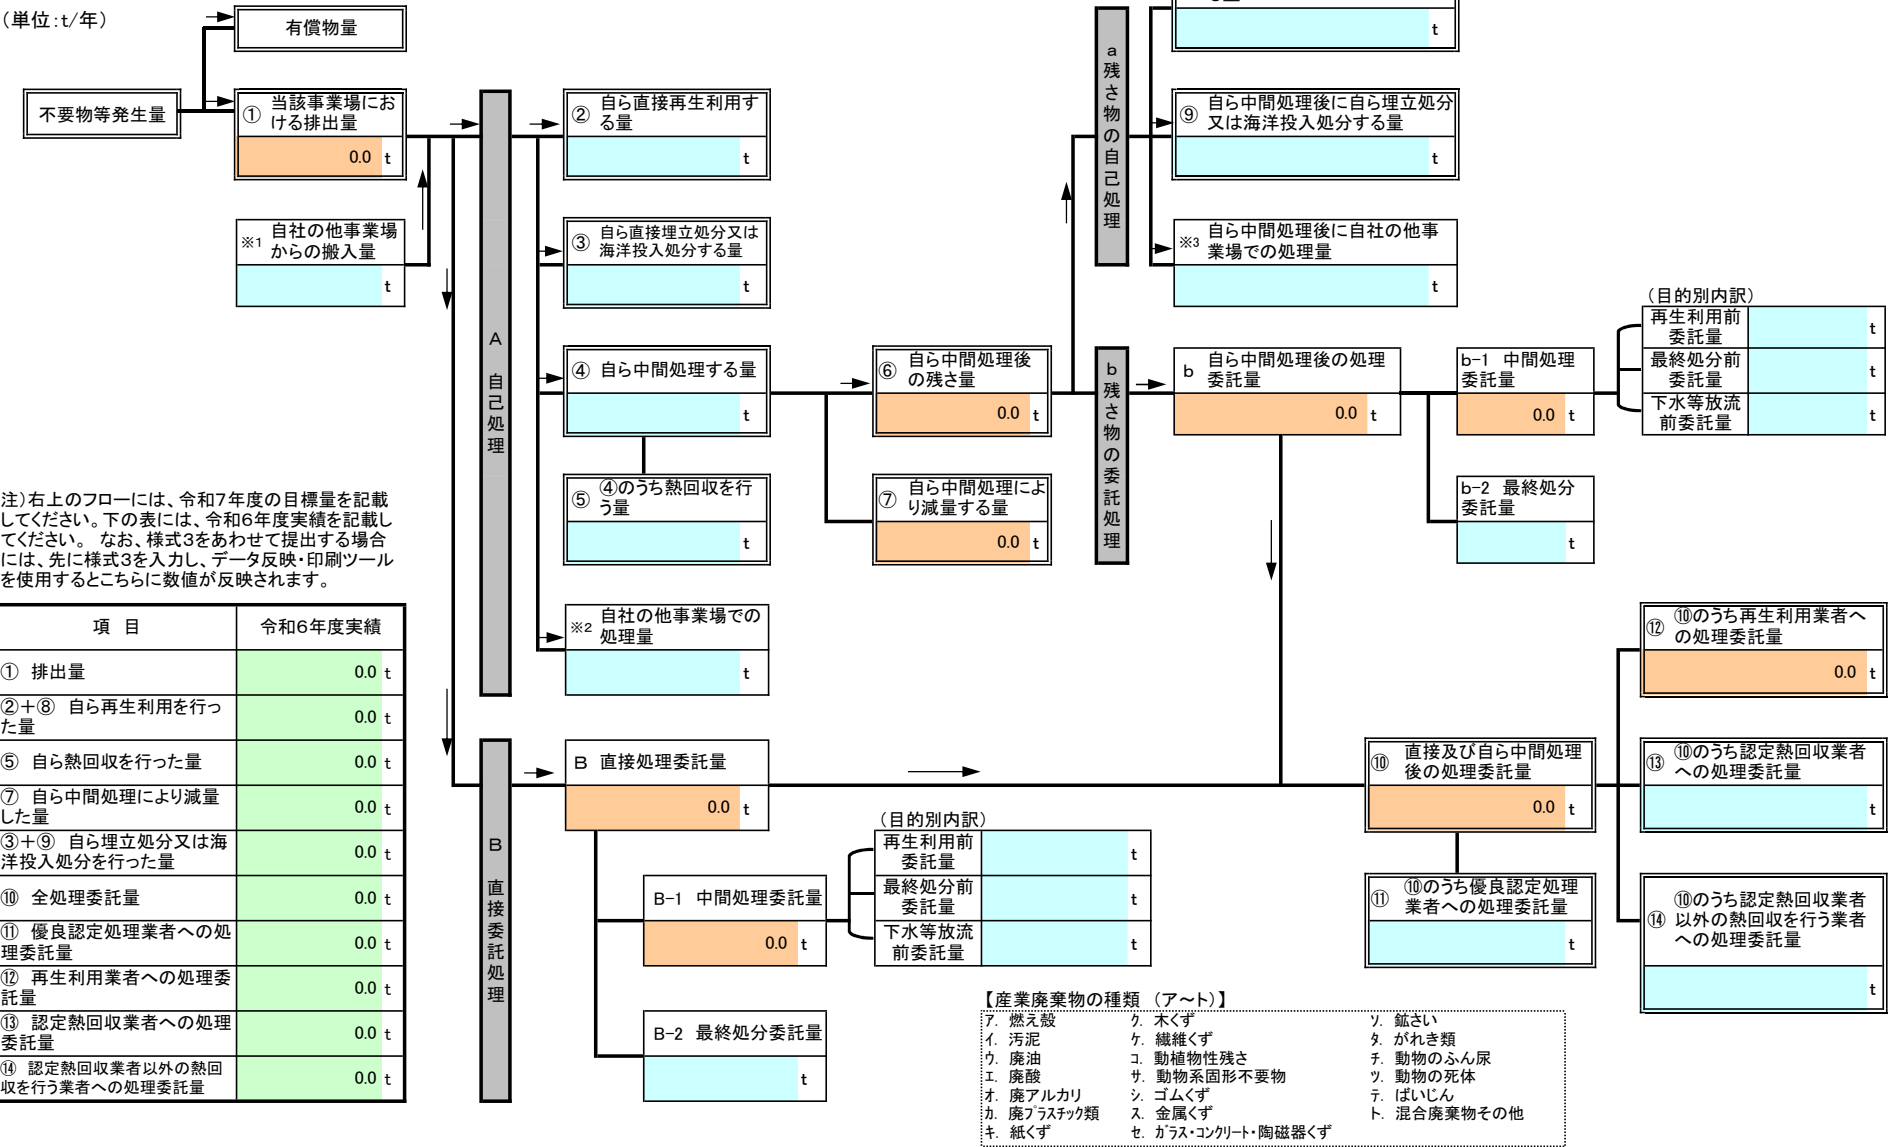 （単位：t/年）
有償物量
不要物等発生量
① 当該事業場にお
ける排出量
0.0 t
※1 自社の他事業場
からの搬入量
t
A 自己処理
② 自ら直接再生利用す
る量
t
③ 自ら直接埋立処分又は
海洋投入処分する量
t
④ 自ら中間処理する量
t
⑤ ④のうち熱回収を行
う量
t
※2 自社の他事業場での
処理量
t
⑥ 自ら中間処理後
の残さ量
0.0 t
⑦ 自ら中間処理によ
り減量する量
0.0 t
a 残さ物の自己処理
t
⑨ 自ら中間処理後に自ら埋立処分
又は海洋投入処分する量
t
※3 自ら中間処理後に自社の他事
業場での処理量
t
b 残さ物の委託処理
b 自ら中間処理後の処理
委託量
0.0 t
b-1 中間処理
委託量
0.0 t
（目的別内訳）
再生利用前
委託量
t
最終処分前
委託量
t
下水等放流
前委託量
t
b-2 最終処分
委託量
t
注）右上のフローには、令和7年度の目標量を記載
してください。下の表には、令和6年度実績を記載し
てください。 なお、様式3をあわせて提出する場合
には、先に様式3を入力し、データ反映・印刷ツール
を使用するとこちらに数値が反映されます。
項 目 令和6年度実績
① 排出量 0.0 t
②＋⑧ 自ら再生利用を行っ
た量 0.0 t
⑤ 自ら熱回収を行った量 0.0 t
⑦ 自ら中間処理により減量
した量 0.0 t
③＋⑨ 自ら埋立処分又は海
洋投入処分を行った量 0.0 t
⑩ 全処理委託量 0.0 t
⑪ 優良認定処理業者への処
理委託量 0.0 t
⑫ 再生利用業者への処理委
託量 0.0 t
⑬ 認定熱回収業者への処理
委託量 0.0 t
⑭ 認定熱回収業者以外の熱回
収を行う業者への処理委託量 0.0 t
B 直接委託処理
B 直接処理委託量
0.0 t
B-1 中間処理委託量
0.0 t
（目的別内訳）
再生利用前
委託量
t
最終処分前
委託量
t
下水等放流
前委託量
t
B-2 最終処分委託量
t
⑩ 直接及び自ら中間処理
後の処理委託量
0.0 t
⑪ ⑩のうち優良認定処理
業者への処理委託量
t
⑫ ⑩のうち再生利用業者へ
の処理委託量
0.0 t
⑬ ⑩のうち認定熱回収業者
への処理委託量
t
⑭ ⑩のうち認定熱回収業者
以外の熱回収を行う業者
への処理委託量
t
【産業廃棄物の種類 （ア～ト）】
ア. 燃え殻 ク. 木くず ソ. 鉱さい
イ. 汚泥 ケ. 繊維くず タ. がれき類
ウ. 廃油 コ. 動植物性残さ チ. 動物のふん尿
エ. 廃酸 サ. 動物系固形不要物 ツ. 動物の死体
オ. 廃アルカリ シ. ゴムくず テ. ばいじん
カ. 廃プラスチック類 ス. 金属くず ト. 混合廃棄物その他
キ. 紙くず セ. ガラス・コンクリート・陶磁器くず